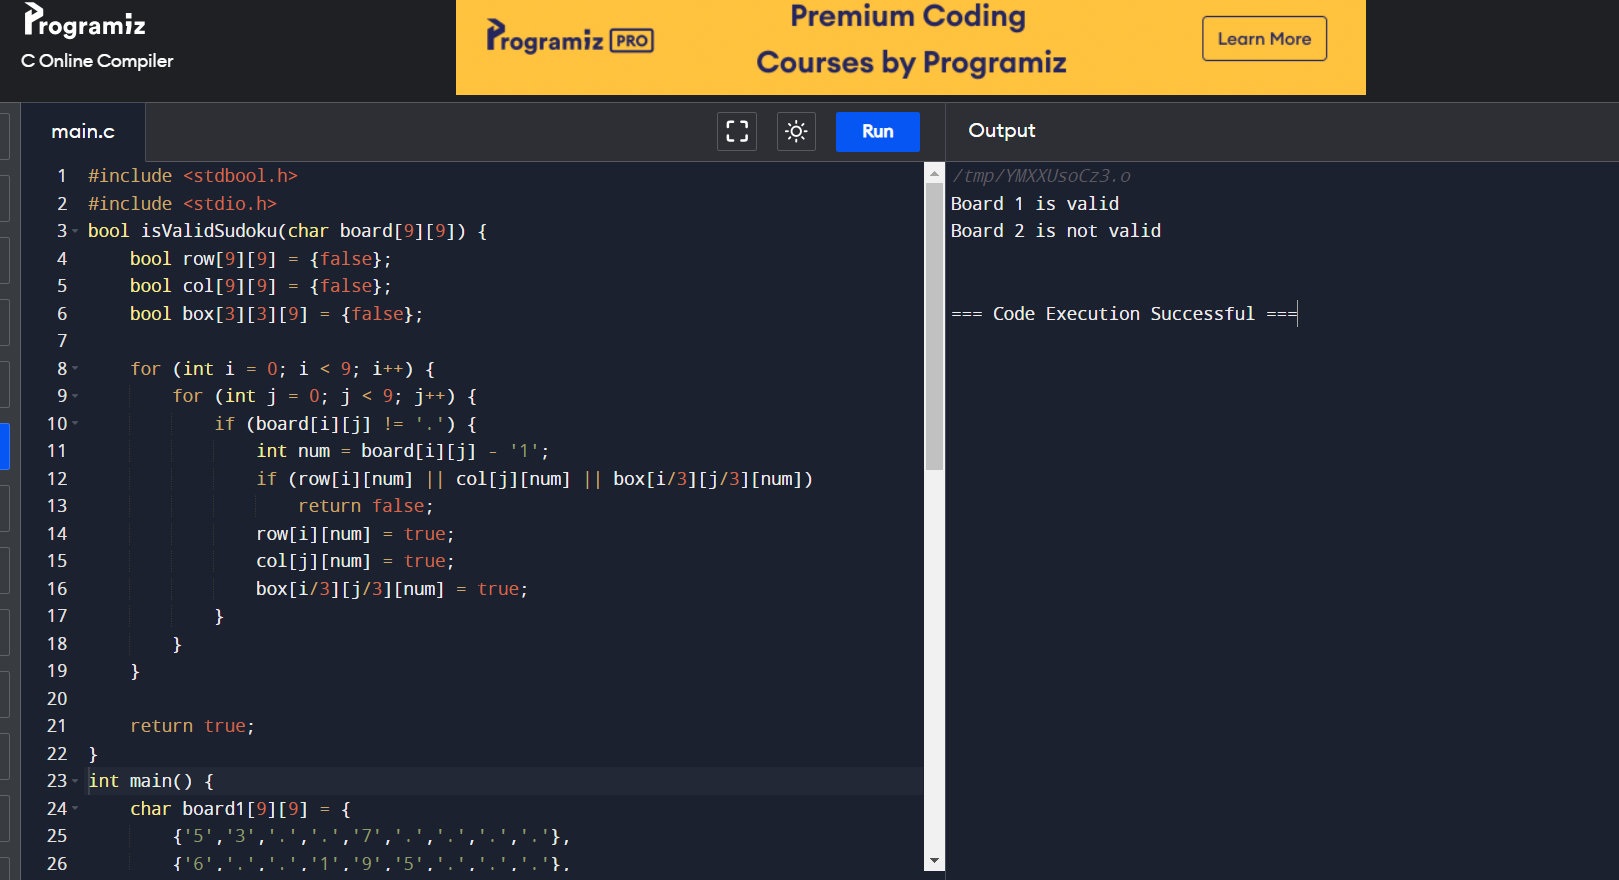 Programiz
C Online Compiler
Programiz PRO
Premium Coding
Courses by Programiz
Learn More
main.c
Run
Output
1 #include <stdbool.h>
2 #include <stdio.h>
3 bool isValidSudoku(char board[9][9]) {
4     bool row[9][9] = {false};
5     bool col[9][9] = {false};
6     bool box[3][3][9] = {false};
7
8     for (int i = 0; i < 9; i++) {
9         for (int j = 0; j < 9; j++) {
10             if (board[i][j] != '.') {
11                 int num = board[i][j] - '1';
12                 if (row[i][num] || col[j][num] || box[i/3][j/3][num])
13                     return false;
14                 row[i][num] = true;
15                 col[j][num] = true;
16                 box[i/3][j/3][num] = true;
17             }
18         }
19     }
20
21     return true;
22 }
23 int main() {
24     char board1[9][9] = {
25         {'5','3','.','.','7','.','.','.','.'},
26         {'6','.','.','1','9','5','.','.','.'},
/tmp/YMXXUsoCz3.o
Board 1 is valid
Board 2 is not valid
=== Code Execution Successful ===